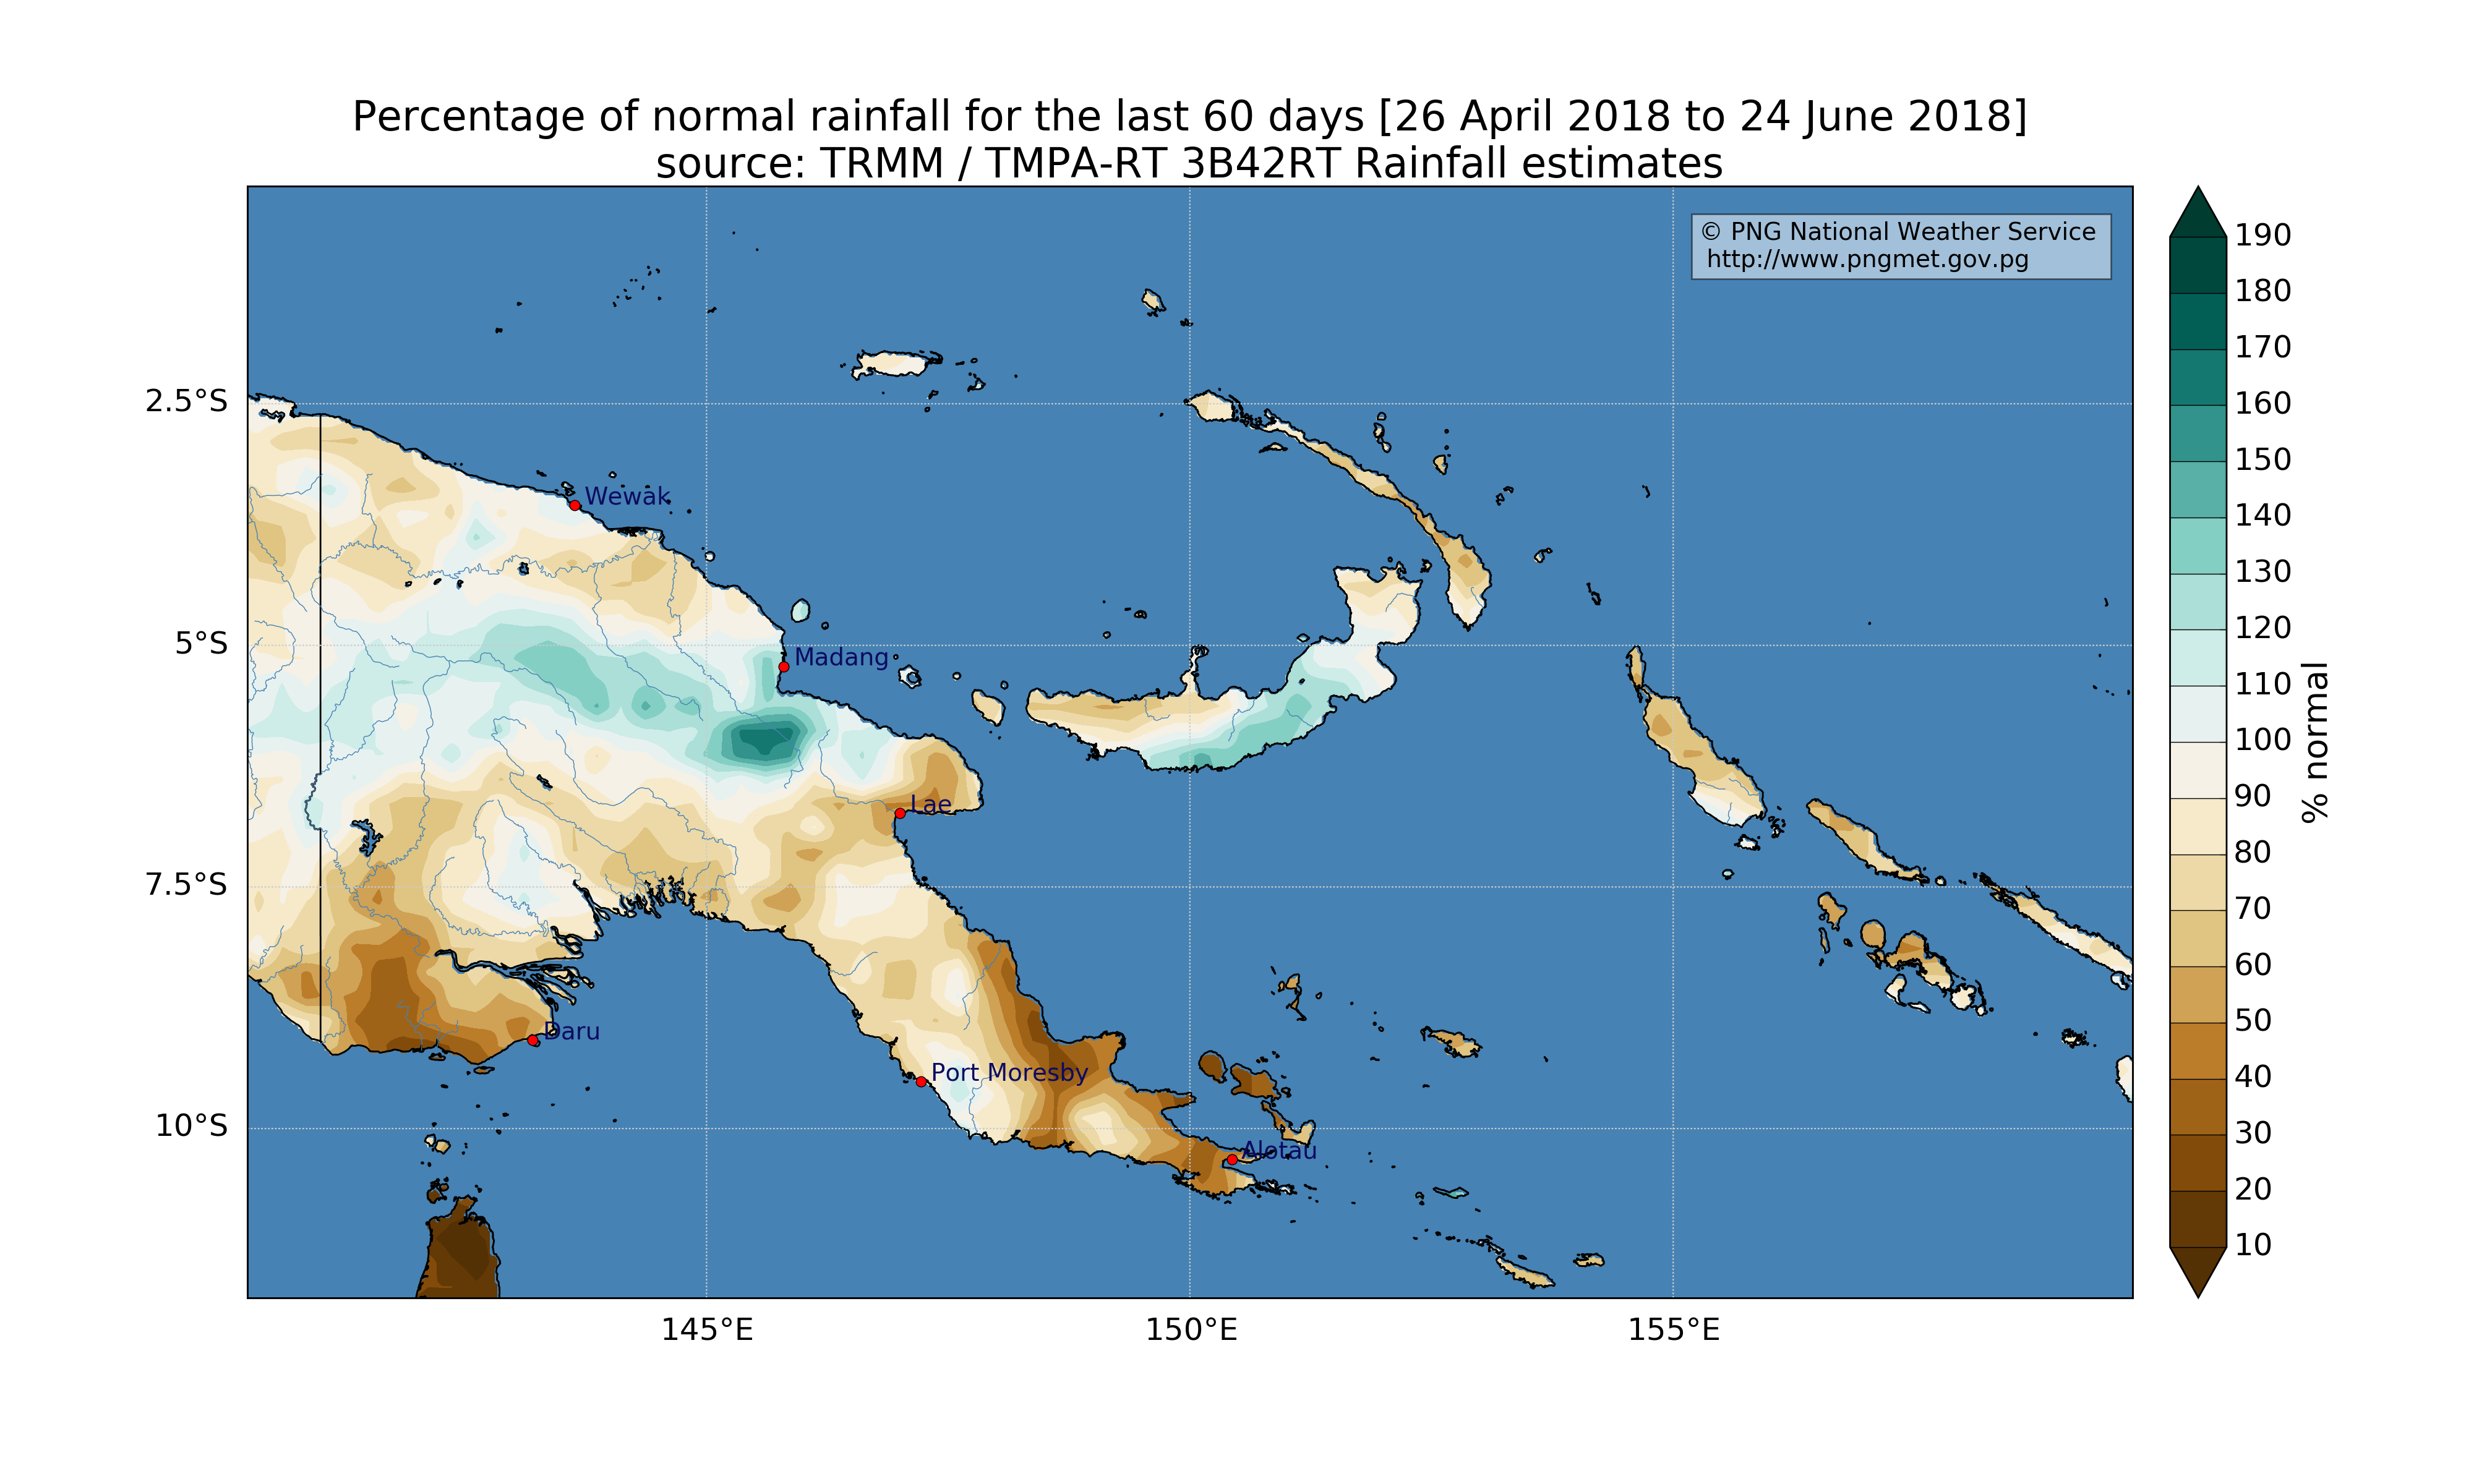 Percentage of normal rainfall for the last 60 days [26 April 2018 to 24 June 2018]
source: TRMM / TMPA-RT 3B42RT Rainfall estimates
© PNG National Weather Service
http://www.pngmet.gov.pg
2.5°S
5°S
7.5°S
10°S
Wewak
Madang
Lae
Daru
Port Moresby
Alotau
145°E
150°E
155°E
190
180
170
160
150
140
130
120
110
100
90
80
70
60
50
40
30
20
10
% normal